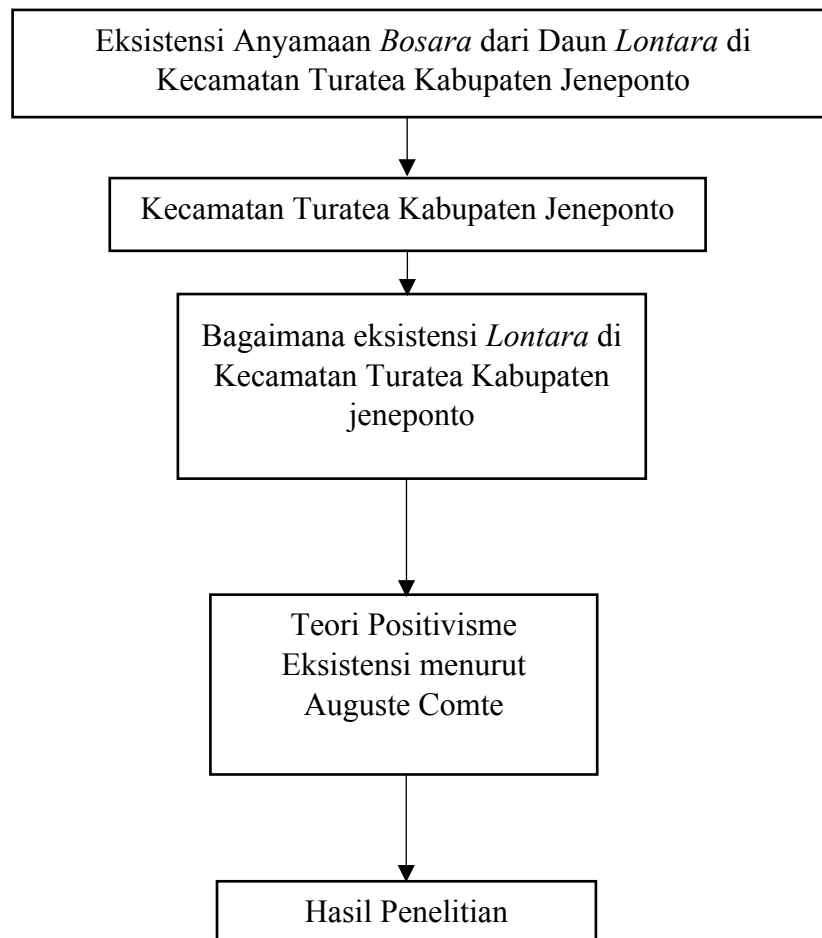 Eksistensi Anyamaan Bosara dari Daun Lontara di
Kecamatan Turatea Kabupaten Jeneponto
Kecamatan Turatea Kabupaten Jeneponto
Bagaimana eksistensi Lontara di
Kecamatan Turatea Kabupaten
jeneponto
Teori Positivisme
Eksistensi menurut
Auguste Comte
Hasil Penelitian